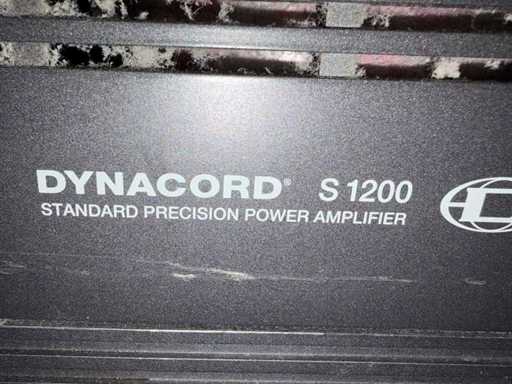 DYNACORD® S 1200
STANDARD PRECISION POWER AMPLIFIER